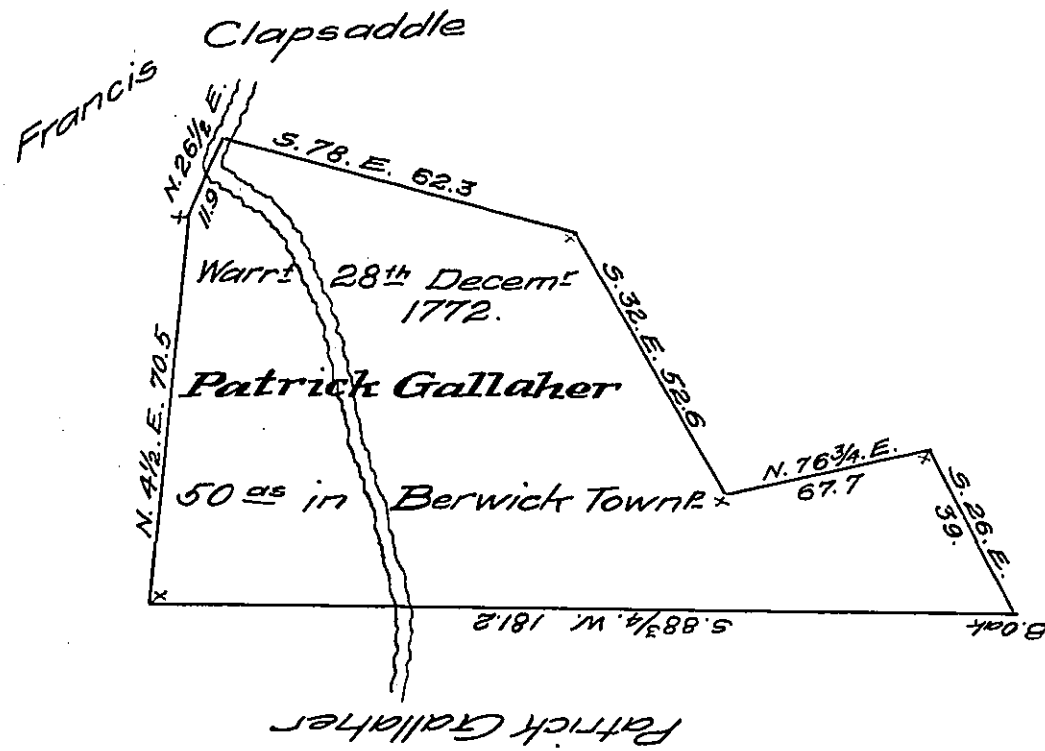 Francis Clapsaddle
N. 26½ E.
11.9
S. 78. E. 62.3
Warrt 28th Decemr
1772.
S. 32. E. 52.6
N. 4½. E. 70.5
Patrick Gallaher
N. 76¾. E.
67.7
50 as in Berwick Townp
S. 26. E.
39.
S. 88¾. W. 181.2
B. Oak
Patrick Gallaher